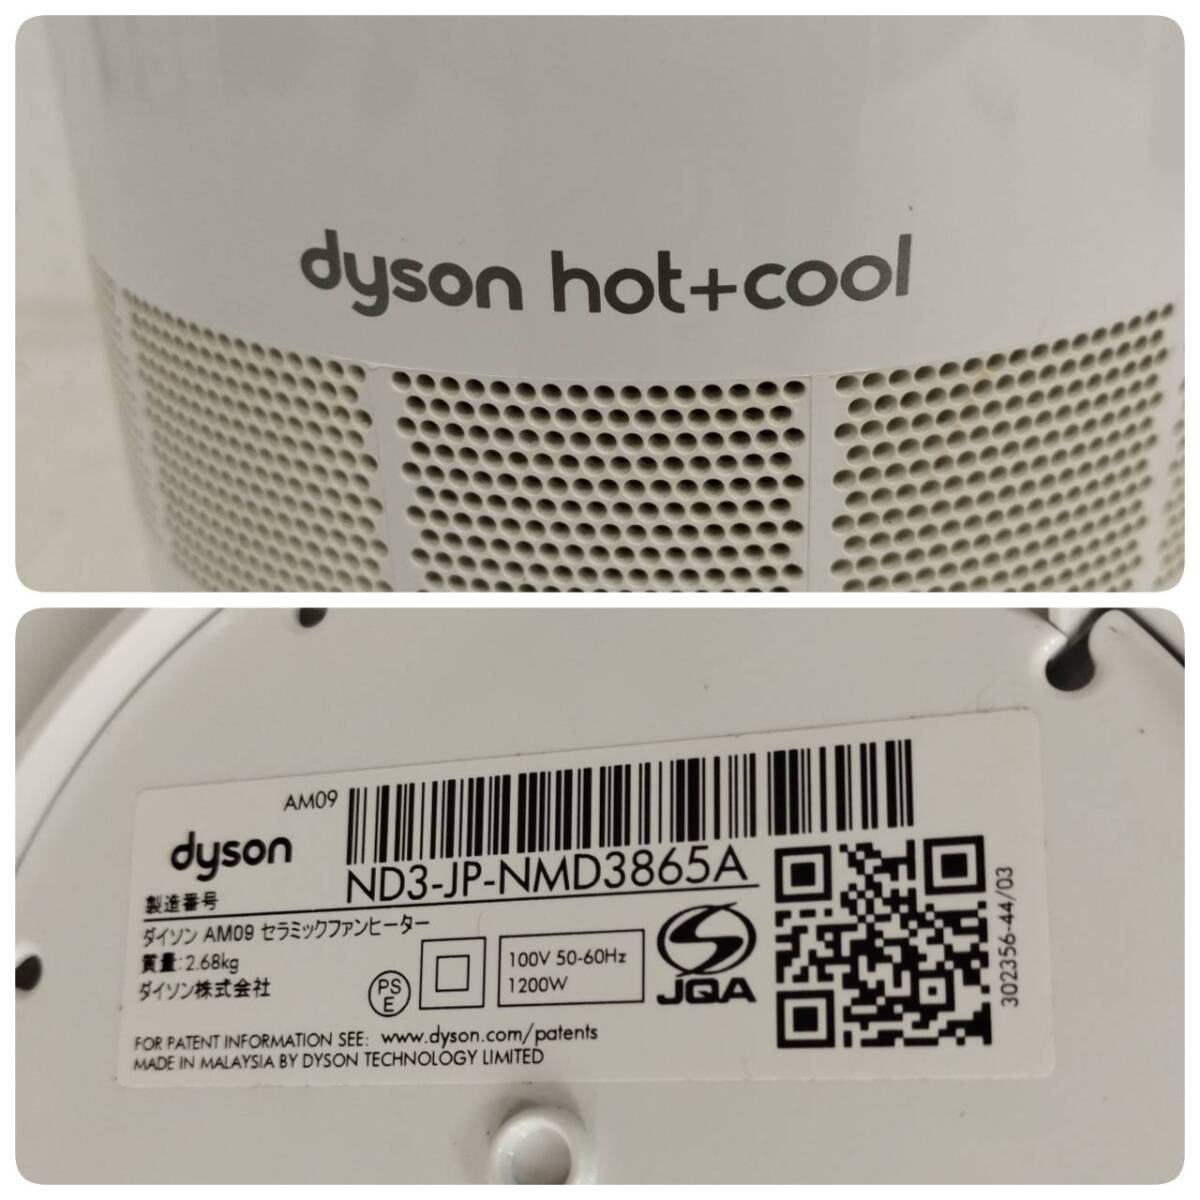 dyson hot+cool
AM09
dyson
製造番号
ND3-JP-NMD3865A
ダイソン AM09 セラミックファンヒーター
質量:2.68kg
ダイソン株式会社
PS
E
100V 50-60Hz
1200W
JQA
302356-44/03
FOR PATENT INFORMATION SEE: www.dyson.com/patents
MADE IN MALAYSIA BY DYSON TECHNOLOGY LIMITED